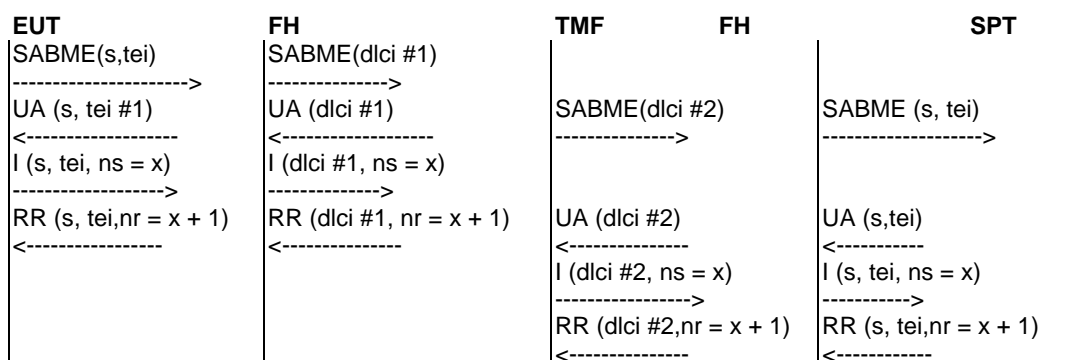 EUT FH TMF FH SPT
SABME(s,tei) SABME(dlci #1)
----------------------> --------------->
UA (s, tei #1) UA (dlci #1) SABME(dlci #2) SABME (s, tei)
<------------------- <------------------- ---------------> -------------------->
I (s, tei, ns = x) I (dlci #1, ns = x)
-------------------> -------------->
RR (s, tei,nr = x + 1) RR (dlci #1, nr = x + 1) UA (dlci #2) UA (s,tei)
<----------------- <--------------- <--------------- <-----------
I (dlci #2, ns = x) I (s, tei, ns = x)
-----------------> ----------->
RR (dlci #2,nr = x + 1) RR (s, tei,nr = x + 1)
<--------------- <------------